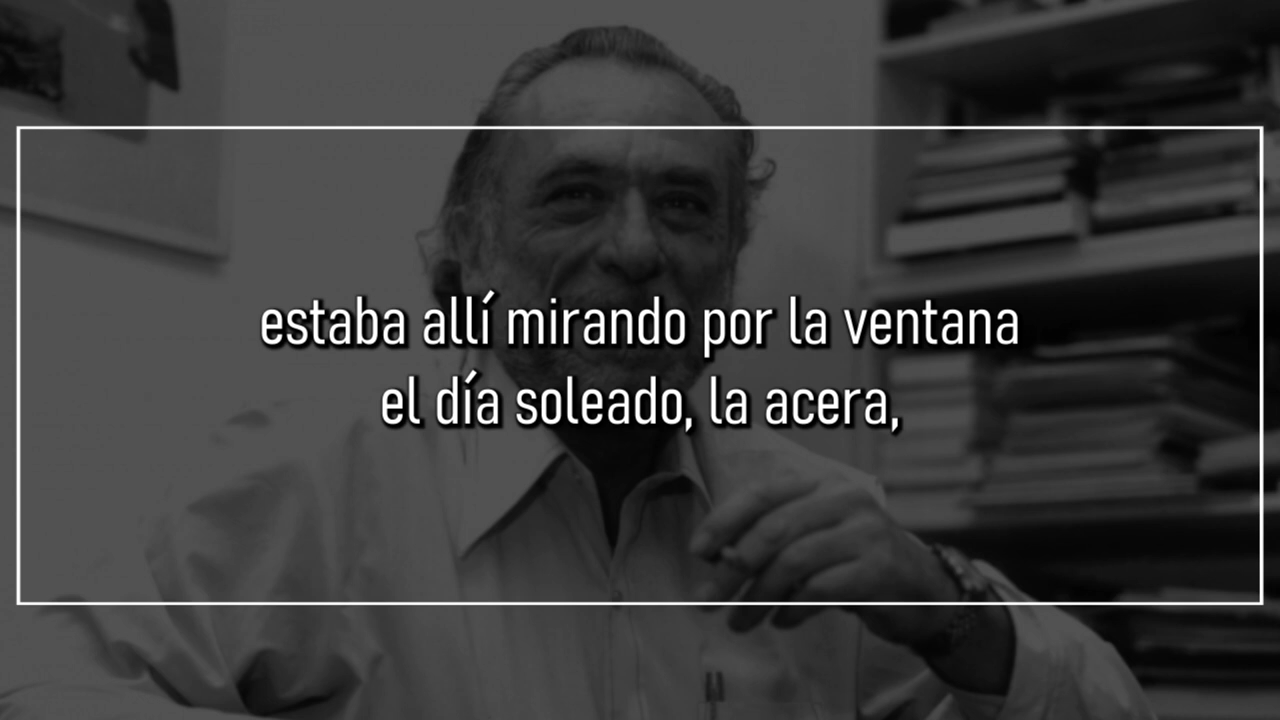 estaba allí mirando por la ventana
el día soleado, la acera,